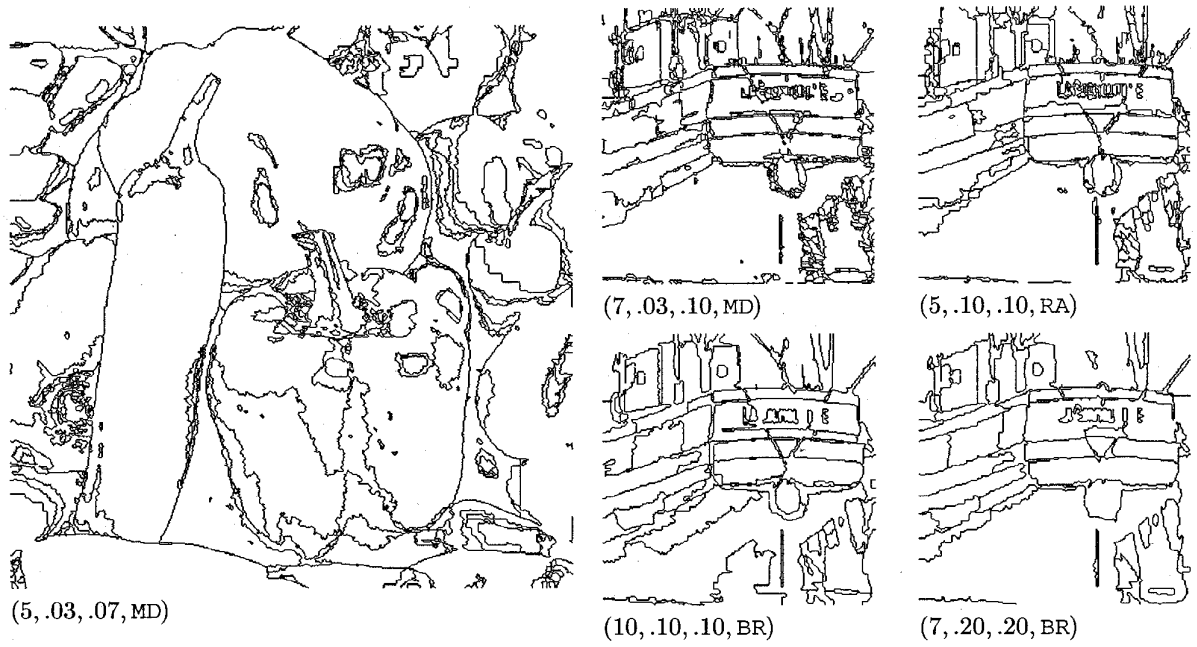 (7, .03, .10, MD)
(5, .10, .10, RA)
(5, .03, .07, MD)
(10, .10, .10, BR)
(7, .20, .20, BR)